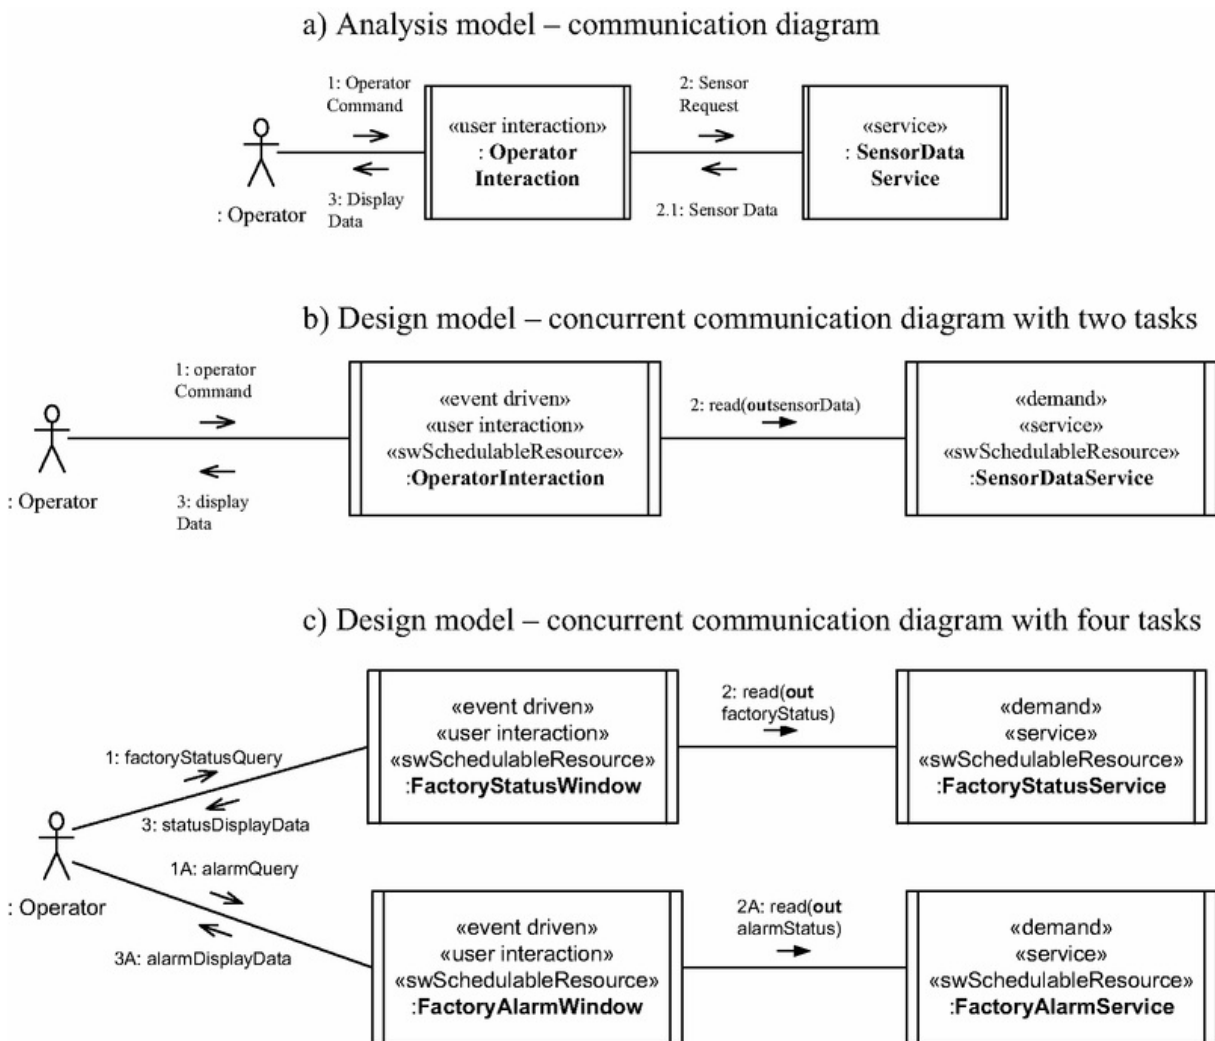 a) Analysis model – communication diagram
1: Operator
Command
2: Sensor
Request
«user interaction»
: Operator
Interaction
«service»
: SensorData
Service
3: Display
Data
2.1: Sensor Data
: Operator
b) Design model – concurrent communication diagram with two tasks
1: operator
Command
«event driven»
«user interaction»
«swSchedulableResource»
:OperatorInteraction
2: read(outsensorData)
«demand»
«service»
«swSchedulableResource»
:SensorDataService
: Operator
3: display
Data
c) Design model – concurrent communication diagram with four tasks
1: factoryStatusQuery
«event driven»
«user interaction»
«swSchedulableResource»
:FactoryStatusWindow
2: read(out
factoryStatus)
«demand»
«service»
«swSchedulableResource»
:FactoryStatusService
3: statusDisplayData
1A: alarmQuery
: Operator
3A: alarmDisplayData
«event driven»
«user interaction»
«swSchedulableResource»
:FactoryAlarmWindow
2A: read(out
alarmStatus)
«demand»
«service»
«swSchedulableResource»
:FactoryAlarmService